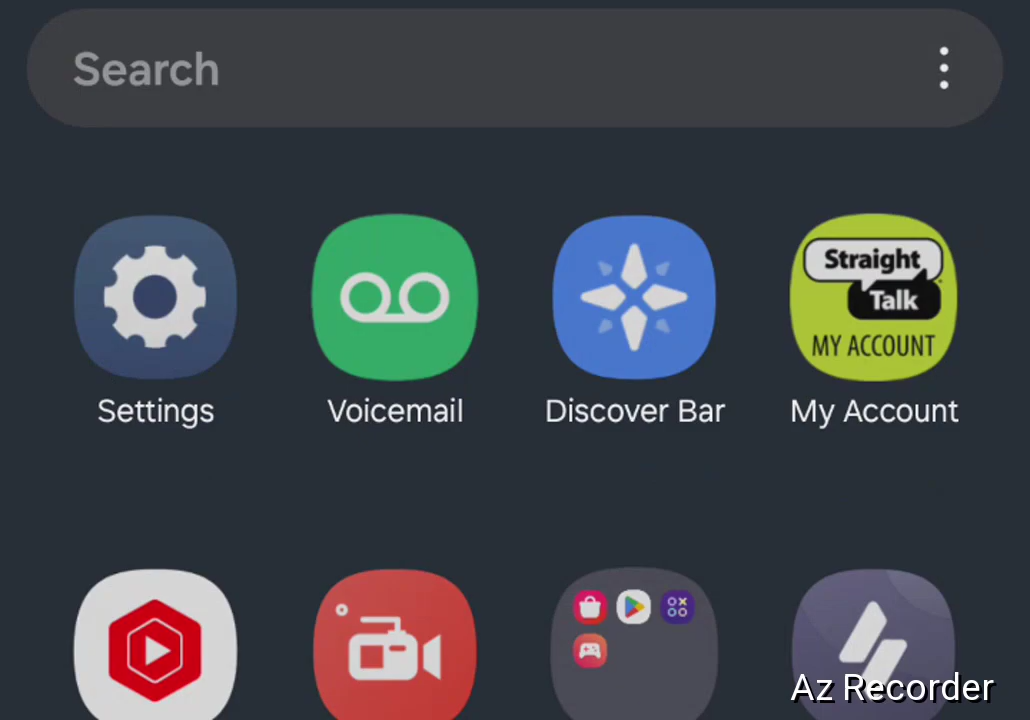 Search
Straight
Talk
MY ACCOUNT
Settings
Voicemail
Discover Bar
My Account
Az Recorder